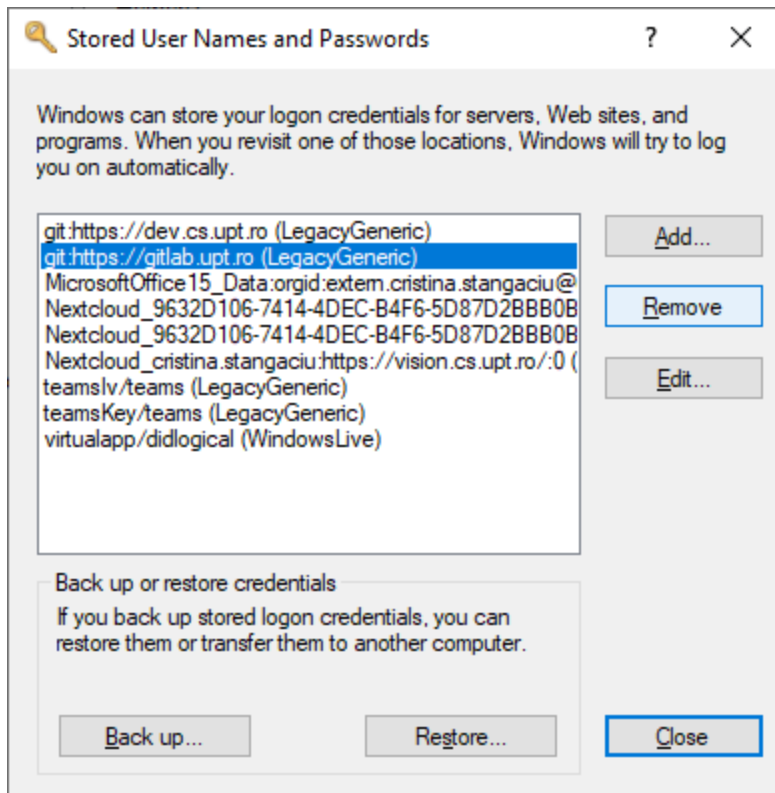 Stored User Names and Passwords
?
Windows can store your logon credentials for servers, Web sites, and
programs. When you revisit one of those locations, Windows will try to log
you on automatically.
git:https://dev.cs.upt.ro (LegacyGeneric)
git:https://gitlab.upt.ro (LegacyGeneric)
MicrosoftOffice15_Data:orgid:extern.cristina.stangaciu@
Nextcloud_9632D106-7414-4DEC-B4F6-5D87D2BBB0B
Nextcloud_9632D106-7414-4DEC-B4F6-5D87D2BBB0B
Nextcloud_cristina.stangaciu:https://vision.cs.upt.ro/:0 (
teamsIv/teams (LegacyGeneric)
teamsKey/teams (LegacyGeneric)
virtualapp/didlogical (WindowsLive)
Add...
Remove
Edit...
Back up or restore credentials
If you back up stored logon credentials, you can
restore them or transfer them to another computer.
Back up...
Restore...
Close